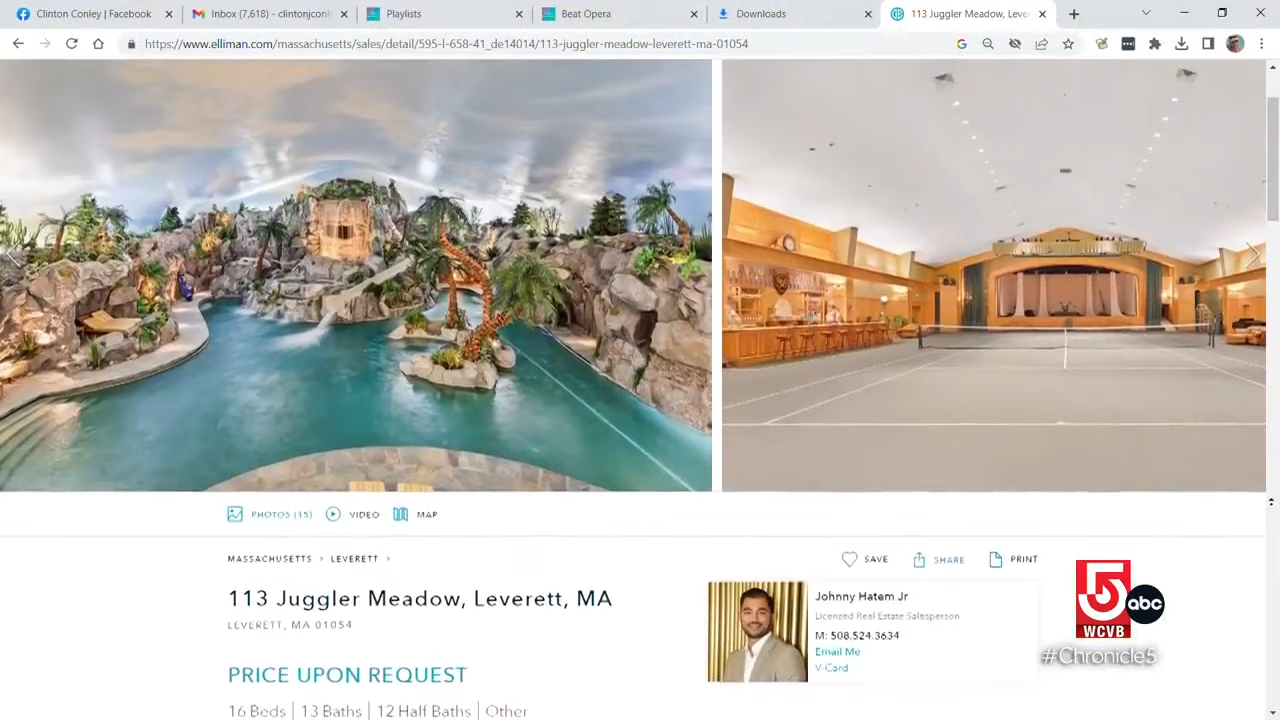 Clinton Conley | Facebook
Inbox (7,618) - clintonjconl
Playlists
Beat Opera
Downloads
113 Juggler Meadow, Leve
https://www.elliman.com/massachusetts/sales/detail/525-l-658-41_de14014/113-juggler-meadow-leverett-ma-01054
PHOTOS (15)
VIDEO
MAP
MASSACHUSETTS > LEVERETT >
SAVE
SHARE
PRINT
113 Juggler Meadow, Leverett, MA
LEVERETT, MA 01054
Johnny Hatem Jr
Licensed Real Estate Salesperson
M: 508.524.3634
Email Me
V-Card
PRICE UPON REQUEST
16 Beds | 13 Baths | 12 Half Baths | Other
5
abc
WCVB
#Chronicle5